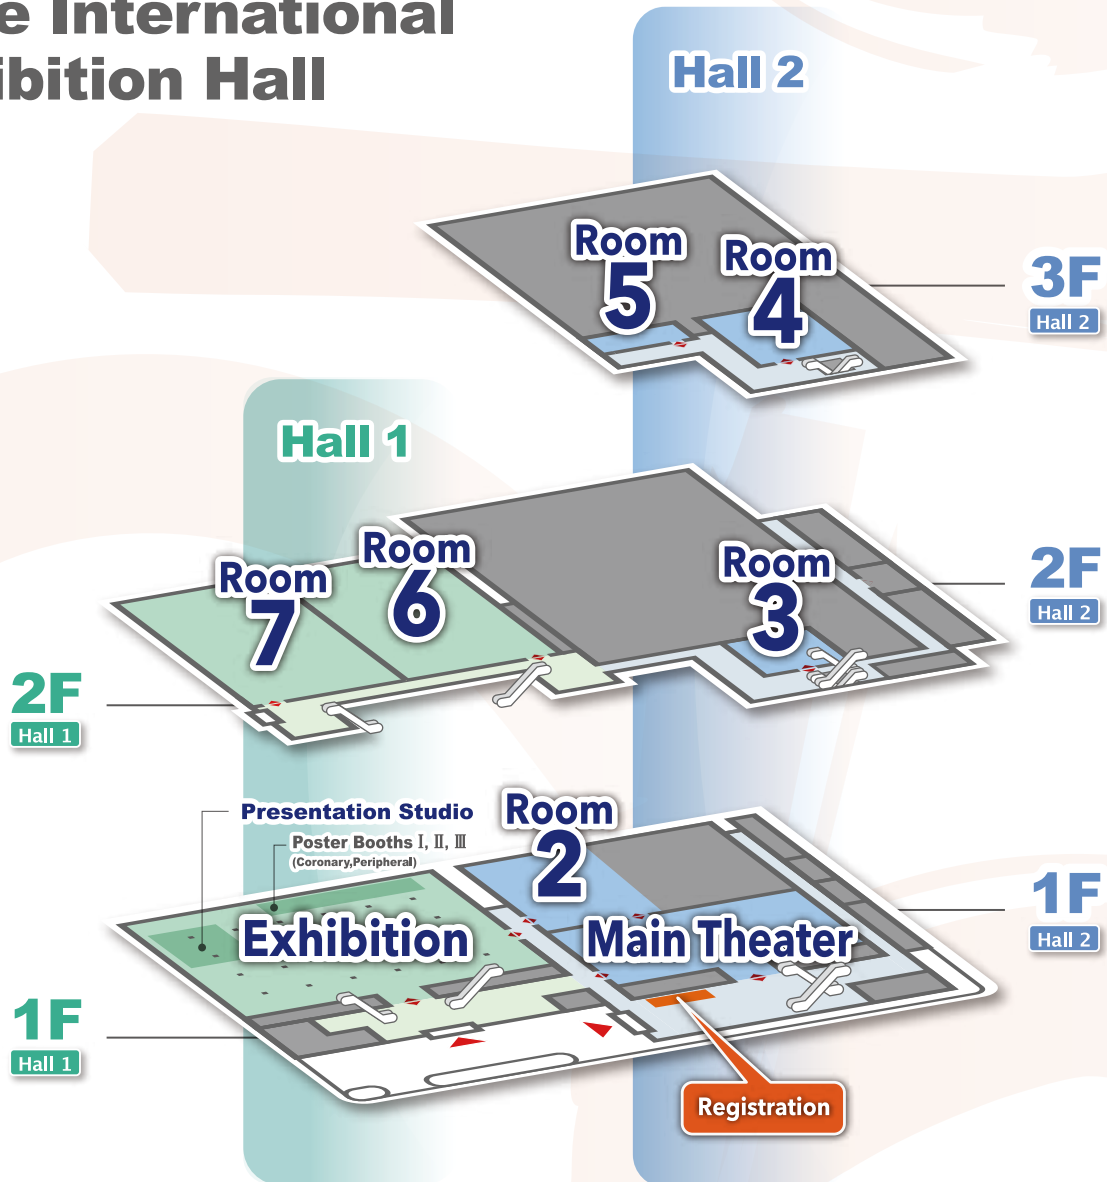 e International
ibition Hall
Hall 2
Room
5
Room
4
3F
Hall 2
Hall 1
Room
7
Room
6
Room
3
2F
Hall 2
2F
Hall 1
Presentation Studio
Poster Booths Ⅰ, Ⅱ, Ⅲ
(Coronary,Peripheral)
Room
2
Exhibition
Main Theater
1F
Hall 2
1F
Hall 1
Registration